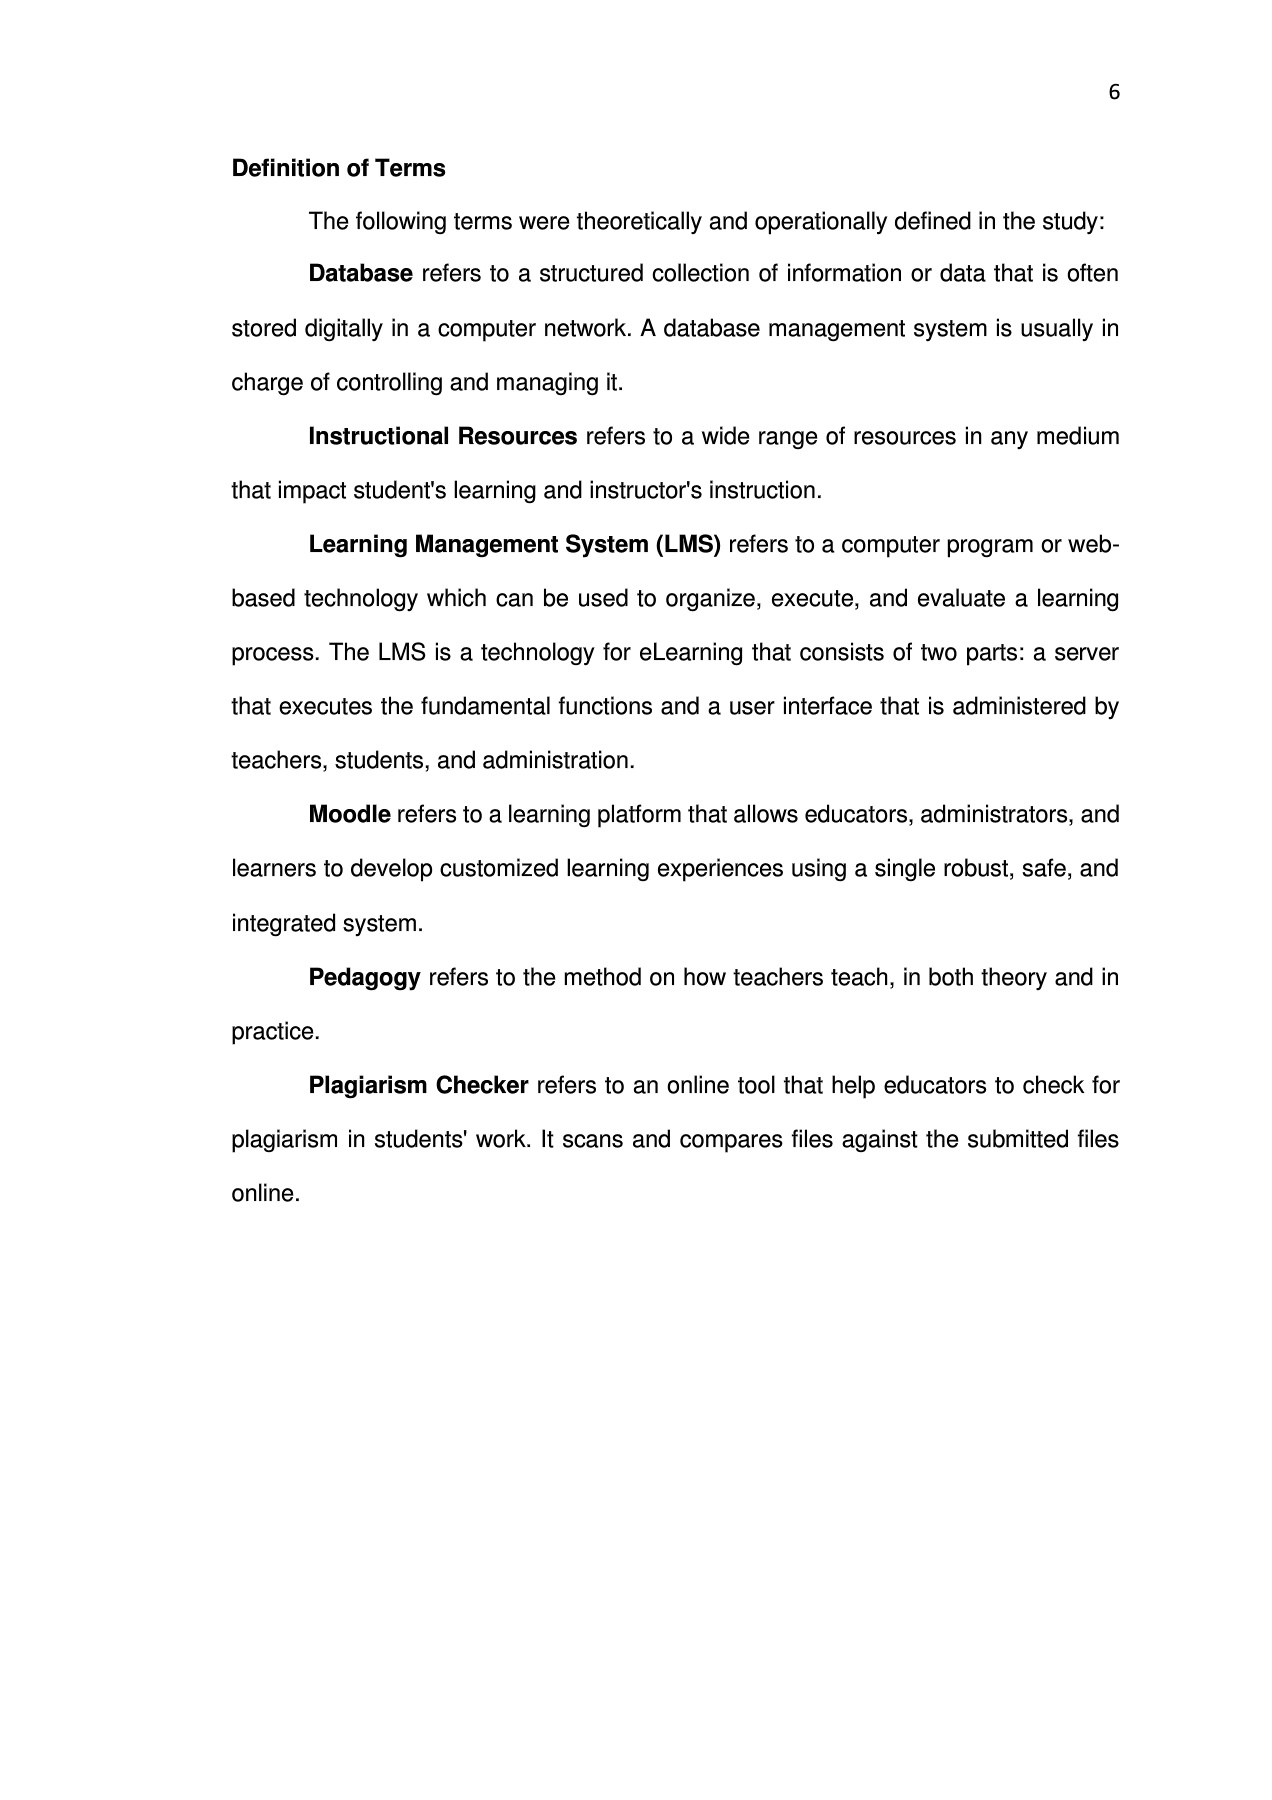 6
Definition of Terms
The following terms were theoretically and operationally defined in the study:
Database refers to a structured collection of information or data that is often
stored digitally in a computer network. A database management system is usually in
charge of controlling and managing it.
Instructional Resources refers to a wide range of resources in any medium
that impact student's learning and instructor's instruction.
Learning Management System (LMS) refers to a computer program or web-
based technology which can be used to organize, execute, and evaluate a learning
process. The LMS is a technology for eLearning that consists of two parts: a server
that executes the fundamental functions and a user interface that is administered by
teachers, students, and administration.
Moodle refers to a learning platform that allows educators, administrators, and
learners to develop customized learning experiences using a single robust, safe, and
integrated system.
Pedagogy refers to the method on how teachers teach, in both theory and in
practice.
Plagiarism Checker refers to an online tool that help educators to check for
plagiarism in students' work. It scans and compares files against the submitted files
online.